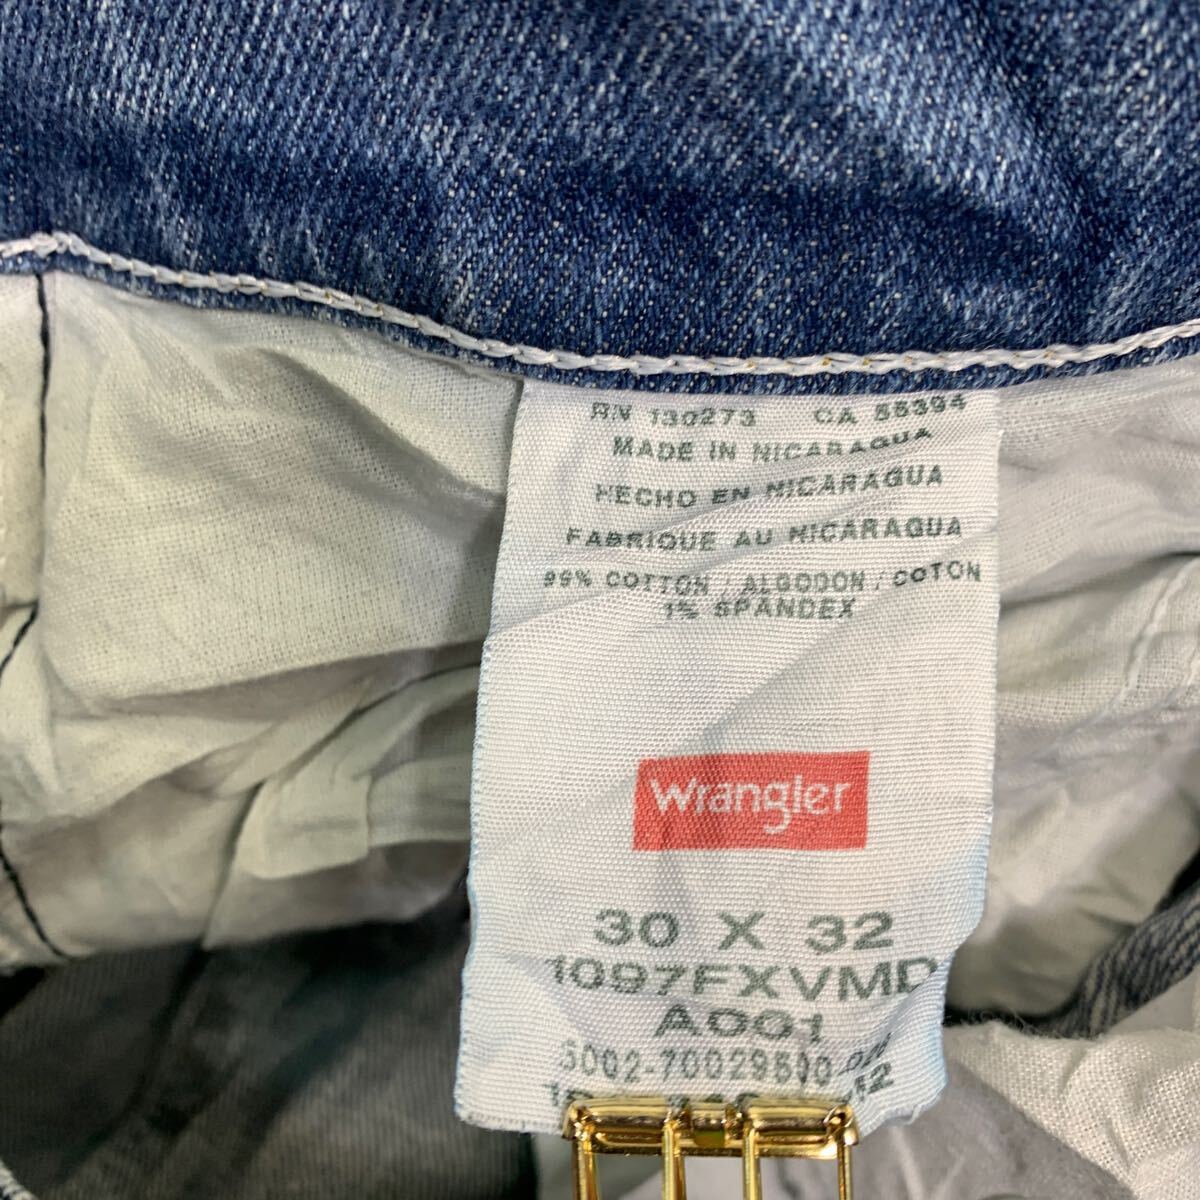 RN 130273 CA 56394
MADE IN NICARAGUA
HECHO EN NICARAGUA
FABRIQUE AU NICARAGUA
99% COTTON / ALGODON / COTON
1% SPANDEX
Wrangler
30 X 32
1097FXVMD
A001